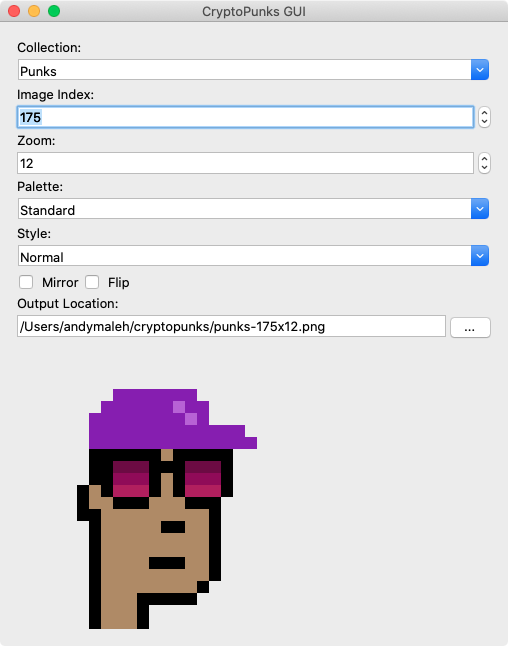 CryptoPunks GUI
Collection:
Punks
Image Index:
175
Zoom:
12
Palette:
Standard
Style:
Normal
Mirror Flip
Output Location:
/Users/andymaleh/cryptopunks/punks-175x12.png ...